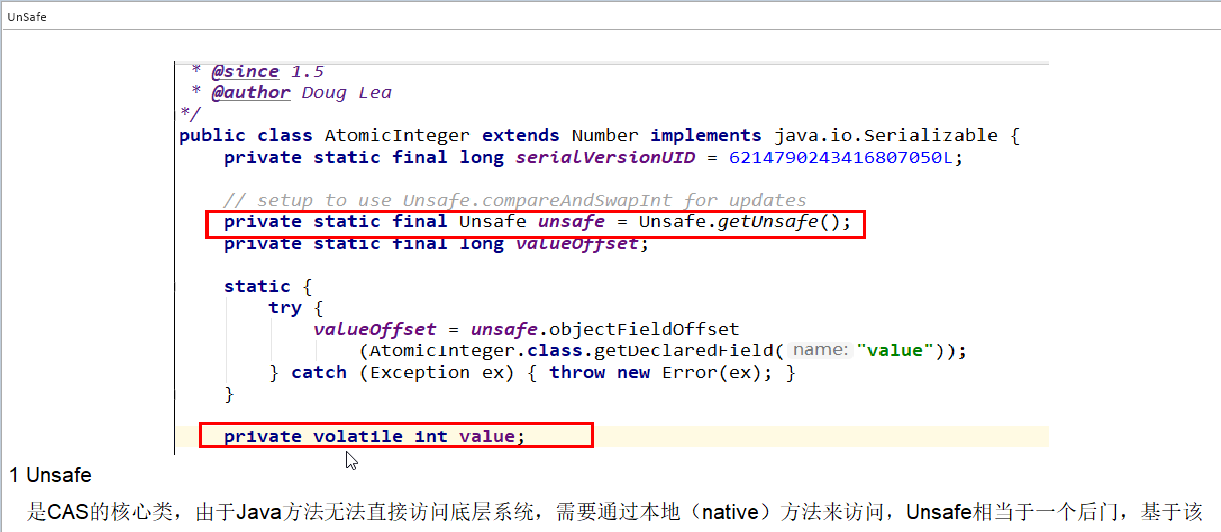 UnSafe
* @since 1.5
* @author Doug Lea
*/
public class AtomicInteger extends Number implements java.io.Serializable {
private static final long serialVersionUID = 6214790243416807050L;
// setup to use Unsafe.compareAndSwapInt for updates
private static final Unsafe unsafe = Unsafe.getUnsafe();
private static final long valueOffset;
static {
try {
valueOffset = unsafe.objectFieldOffset
(AtomicInteger.class.getDeclaredField( name: "value"));
} catch (Exception ex) { throw new Error(ex); }
}
private volatile int value;
1 Unsafe
是CAS的核心类，由于Java方法无法直接访问底层系统，需要通过本地（native）方法来访问，Unsafe相当于一个后门，基于该